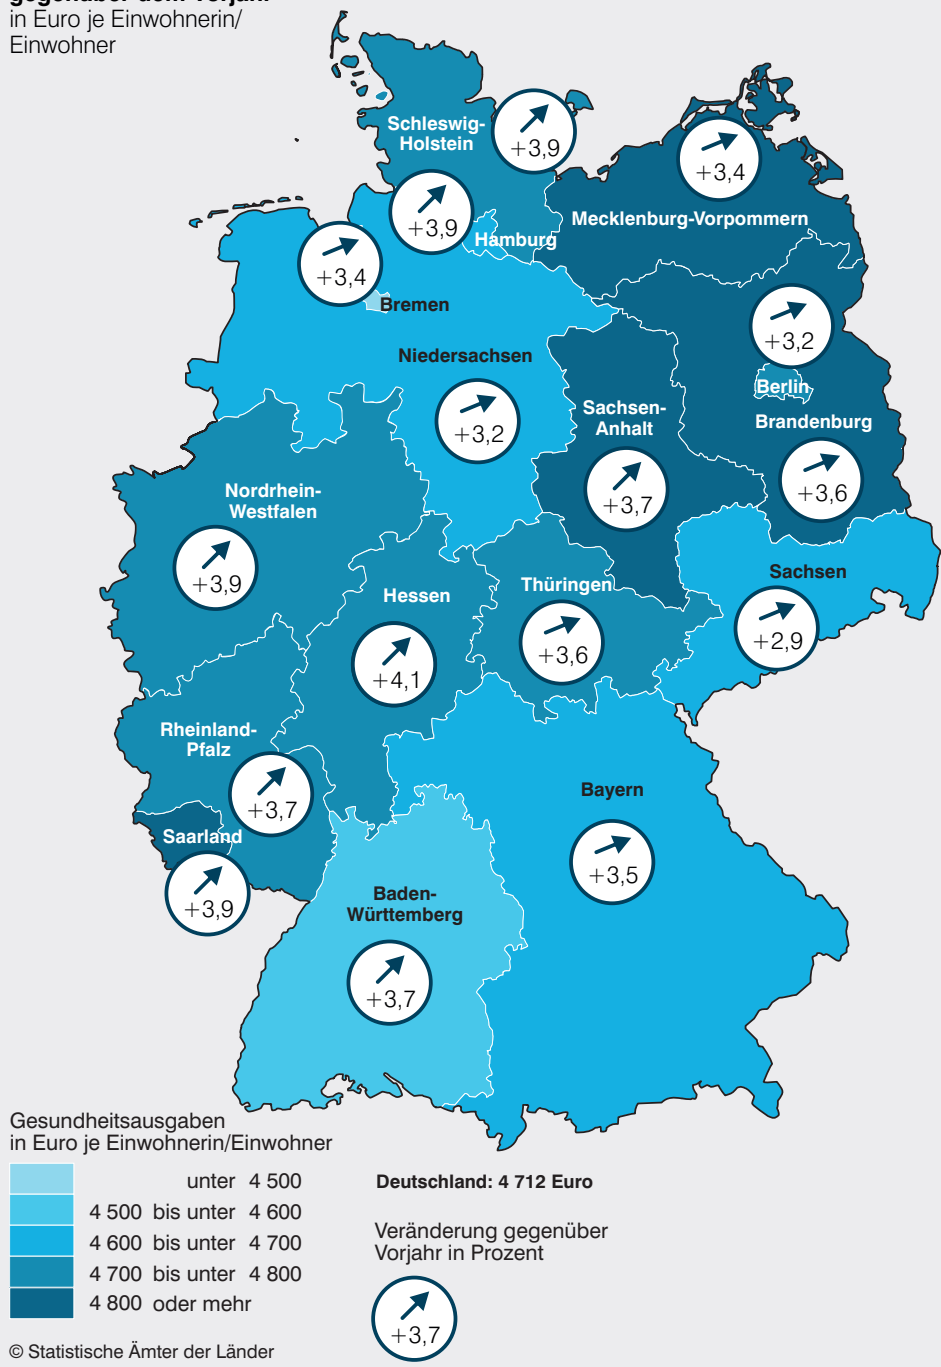 gegenüber dem Vorjahr
in Euro je Einwohnerin/
Einwohner
Schleswig-
Holstein
+3,9
+3,4
Mecklenburg-Vorpommern
+3,9
Hamburg
+3,4
Bremen
+3,2
Berlin
Niedersachsen
+3,2
Sachsen-
Anhalt
+3,7
Brandenburg
+3,6
Nordrhein-
Westfalen
+3,9
Hessen
+4,1
Thüringen
+3,6
Sachsen
+2,9
Rheinland-
Pfalz
+3,7
Saarland
+3,9
Bayern
+3,5
Baden-
Württemberg
+3,7
Gesundheitsausgaben
in Euro je Einwohnerin/Einwohner
unter 4 500
4 500 bis unter 4 600
4 600 bis unter 4 700
4 700 bis unter 4 800
4 800 oder mehr
Deutschland: 4 712 Euro
Veränderung gegenüber
Vorjahr in Prozent
+3,7
© Statistische Ämter der Länder